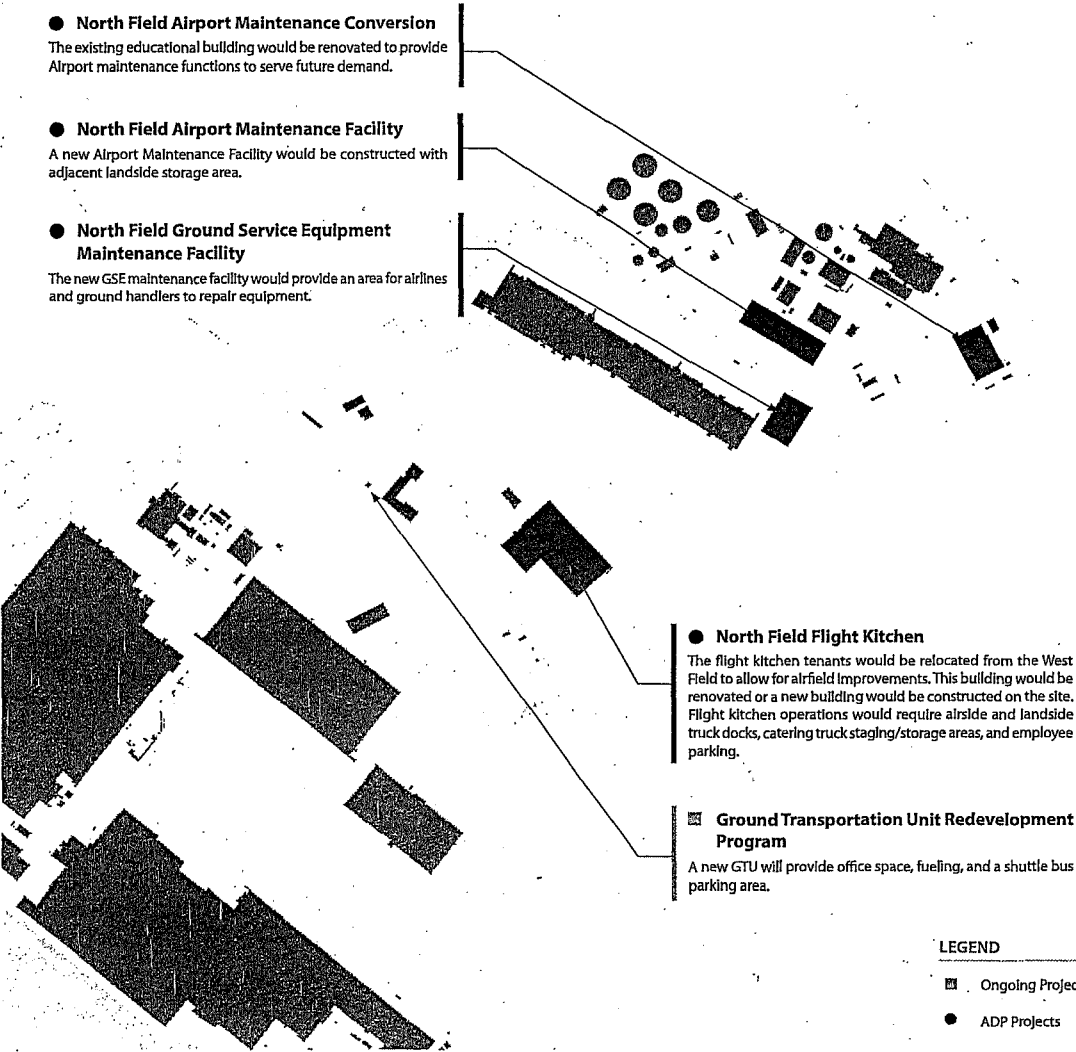 North Field Airport Maintenance Conversion
The existing educational building would be renovated to provide
Airport maintenance functions to serve future demand.
North Field Airport Maintenance Facility
A new Airport Maintenance Facility would be constructed with
adjacent landside storage area.
North Field Ground Service Equipment
Maintenance Facility
The new GSE maintenance facility would provide an area for airlines
and ground handlers to repair equipment.
North Field Flight Kitchen
The flight kitchen tenants would be relocated from the West
Field to allow for airfield improvements. This building would be
renovated or a new building would be constructed on the site.
Flight kitchen operations would require airside and landside
truck docks, catering truck staging/storage areas, and employee
parking.
Ground Transportation Unit Redevelopment
Program
A new GTU will provide office space, fueling, and a shuttle bus
parking area.
LEGEND
Ongoing Projec
ADP Projects